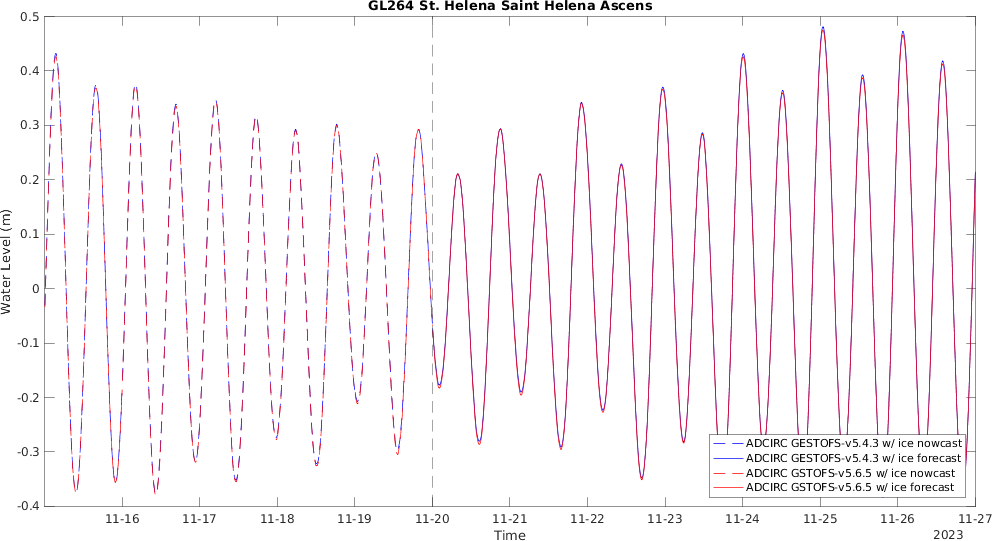 GL264 St. Helena Saint Helena Ascens
0.5
0.4
0.3
0.2
0.1
0
-0.1
-0.2
-0.3
-0.4
Water Level (m)
ADCIRC GESTOFS-v5.4.3 w/ ice nowcast
ADCIRC GESTOFS-v5.4.3 w/ ice forecast
ADCIRC GSTOFS-v5.6.5 w/ ice nowcast
ADCIRC GSTOFS-v5.6.5 w/ ice forecast
11-16 11-17 11-18 11-19 11-20 11-21 11-22 11-23 11-24 11-25 11-26 11-27
Time
2023